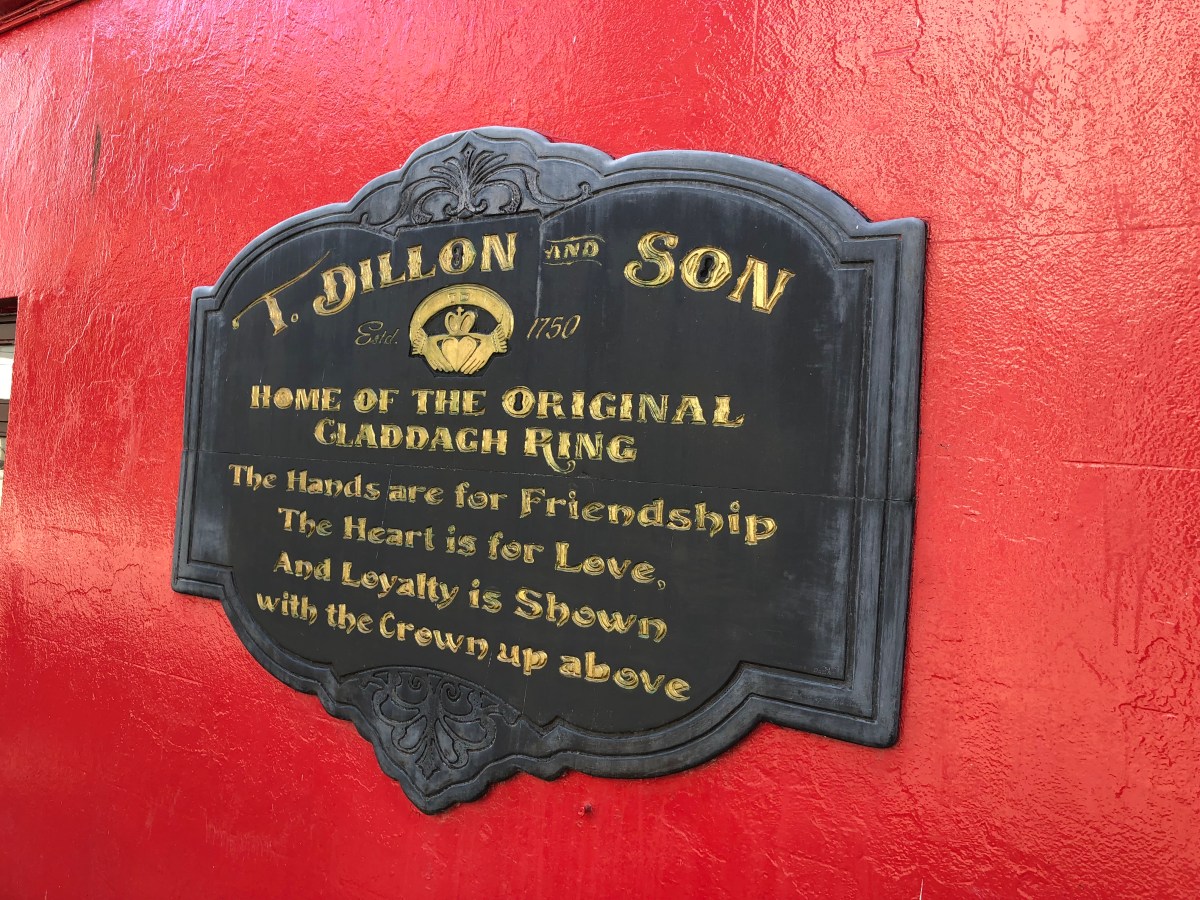 T. DILLON AND SON
Estd. 1750
HOME OF THE ORIGINAL
CLADDAGH RING
The Hands are for Friendship
The Heart is for Love,
And Loyalty is Shown
with the Crown up above